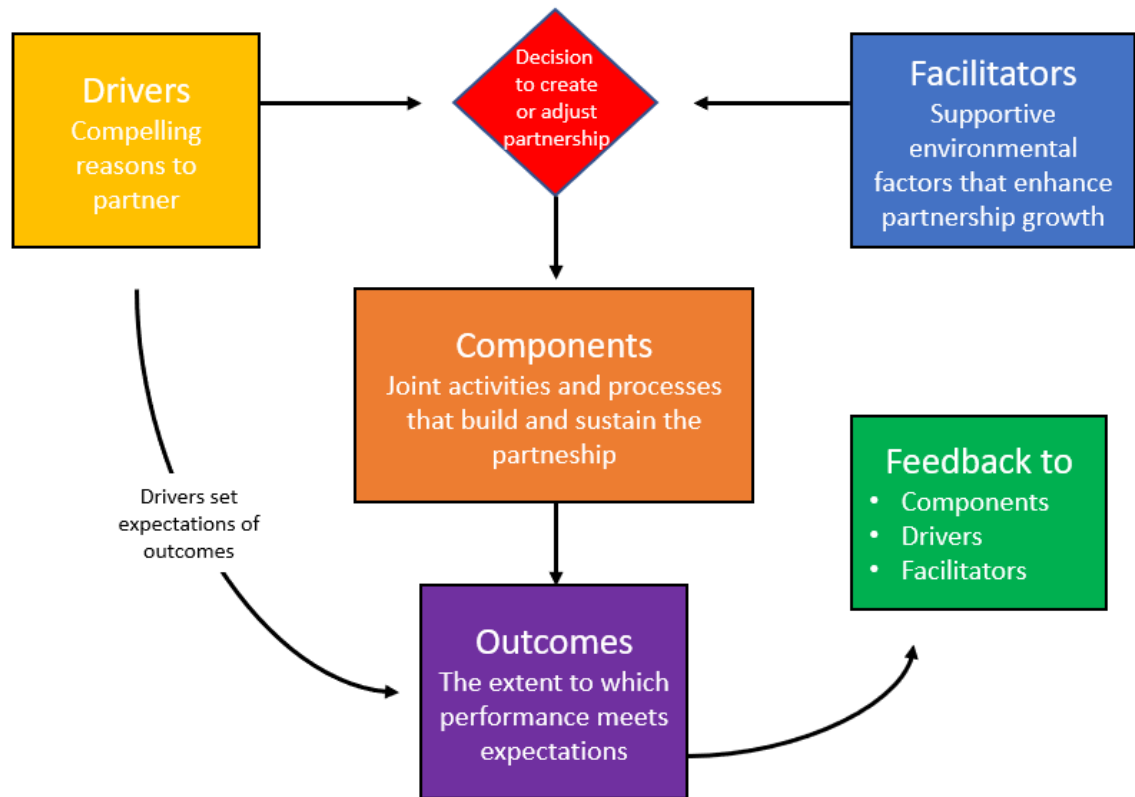 Drivers
Compelling
reasons to
partner
Decision
to create
or adjust
partnership
Facilitators
Supportive
environmental
factors that enhance
partnership growth
Components
Joint activities and processes
that build and sustain the
partneship
Drivers set
expectations of
outcomes
Feedback to
• Components
• Drivers
• Facilitators
Outcomes
The extent to which
performance meets
expectations